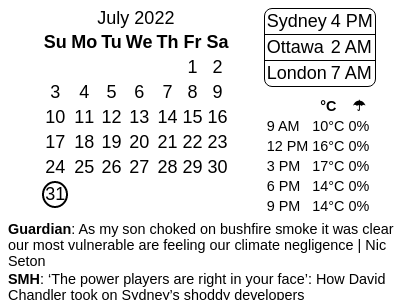 July 2022
Su Mo Tu We Th Fr Sa
1 2
3 4 5 6 7 8 9
10 11 12 13 14 15 16
17 18 19 20 21 22 23
24 25 26 27 28 29 30
31
Sydney 4 PM
Ottawa 2 AM
London 7 AM
°C ☂
9 AM 10°C 0%
12 PM 16°C 0%
3 PM 17°C 0%
6 PM 14°C 0%
9 PM 14°C 0%
Guardian: As my son choked on bushfire smoke it was clear
our most vulnerable are feeling our climate negligence | Nic
Seton
SMH: ‘The power players are right in your face’: How David
Chandler took on Sydney’s shoddy developers